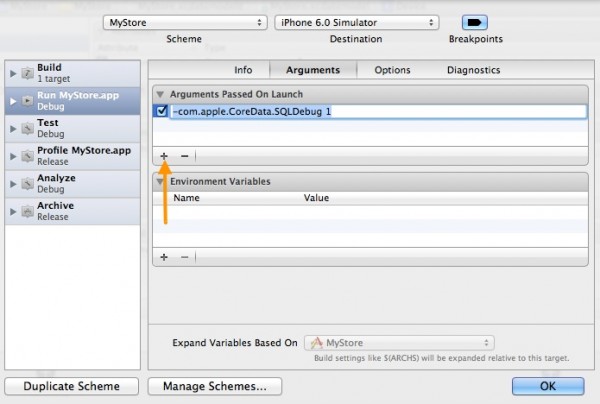 MyStore
iPhone 6.0 Simulator
Scheme
Destination
Breakpoints
Build
1 target
Run MyStore.app
Debug
Test
Debug
Profile MyStore.app
Release
Analyze
Debug
Archive
Release
Info
Arguments
Options
Diagnostics
Arguments Passed On Launch
-com.apple.CoreData.SQLDebug 1
Environment Variables
Name
Value
Expand Variables Based On
MyStore
Build settings like $(ARCHS) will be expanded relative to this target.
Duplicate Scheme
Manage Schemes...
OK